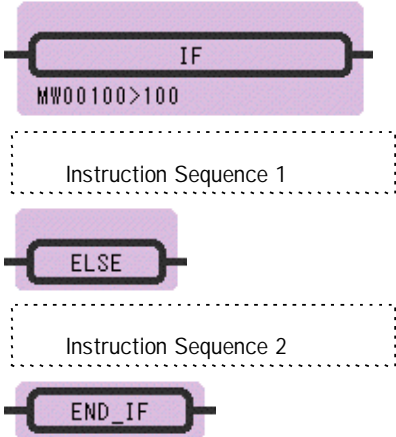 IF
MW00100>100
Instruction Sequence 1
ELSE
Instruction Sequence 2
END_IF